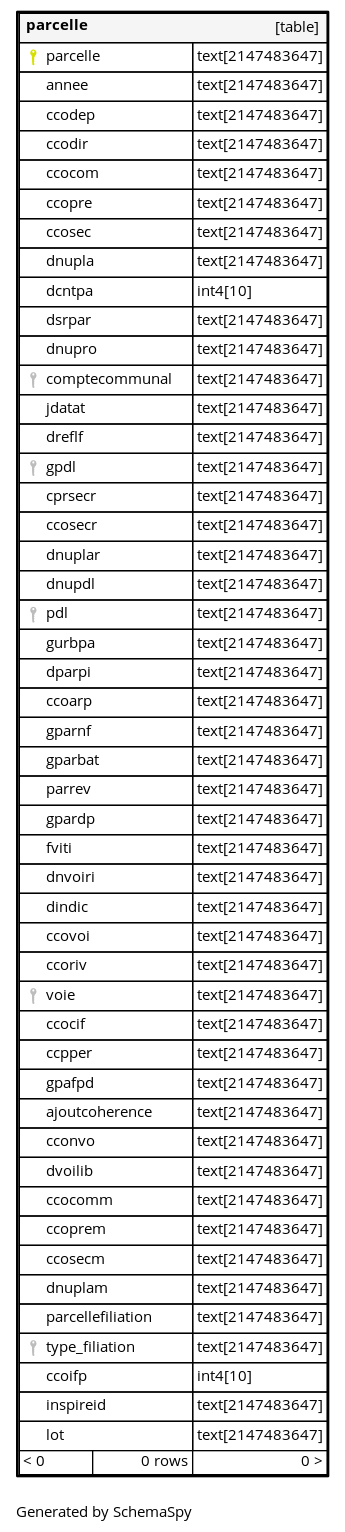 parcelle [table]
parcelle text[2147483647]
annee text[2147483647]
ccodep text[2147483647]
ccodir text[2147483647]
ccocom text[2147483647]
ccopre text[2147483647]
ccosec text[2147483647]
dnupla text[2147483647]
dcntpa int4[10]
dsrpar text[2147483647]
dnupro text[2147483647]
comptecommunal text[2147483647]
jdatat text[2147483647]
dreflf text[2147483647]
gpdl text[2147483647]
cprsecr text[2147483647]
ccosecr text[2147483647]
dnuplar text[2147483647]
dnupdl text[2147483647]
pdl text[2147483647]
gurbpa text[2147483647]
dparpi text[2147483647]
ccoarp text[2147483647]
gparnf text[2147483647]
gparbat text[2147483647]
parrev text[2147483647]
gpardp text[2147483647]
fviti text[2147483647]
dnvoiri text[2147483647]
dindic text[2147483647]
ccovoi text[2147483647]
ccoriv text[2147483647]
voie text[2147483647]
ccocif text[2147483647]
ccpper text[2147483647]
gpafpd text[2147483647]
ajoutcoherence text[2147483647]
cconvo text[2147483647]
dvoilib text[2147483647]
ccocomm text[2147483647]
ccoprem text[2147483647]
ccosecm text[2147483647]
dnuplam text[2147483647]
parcellefiliation text[2147483647]
type_filiation text[2147483647]
ccoifp int4[10]
inspireid text[2147483647]
lot text[2147483647]
< 0 0 rows 0 >
Generated by SchemaSpy